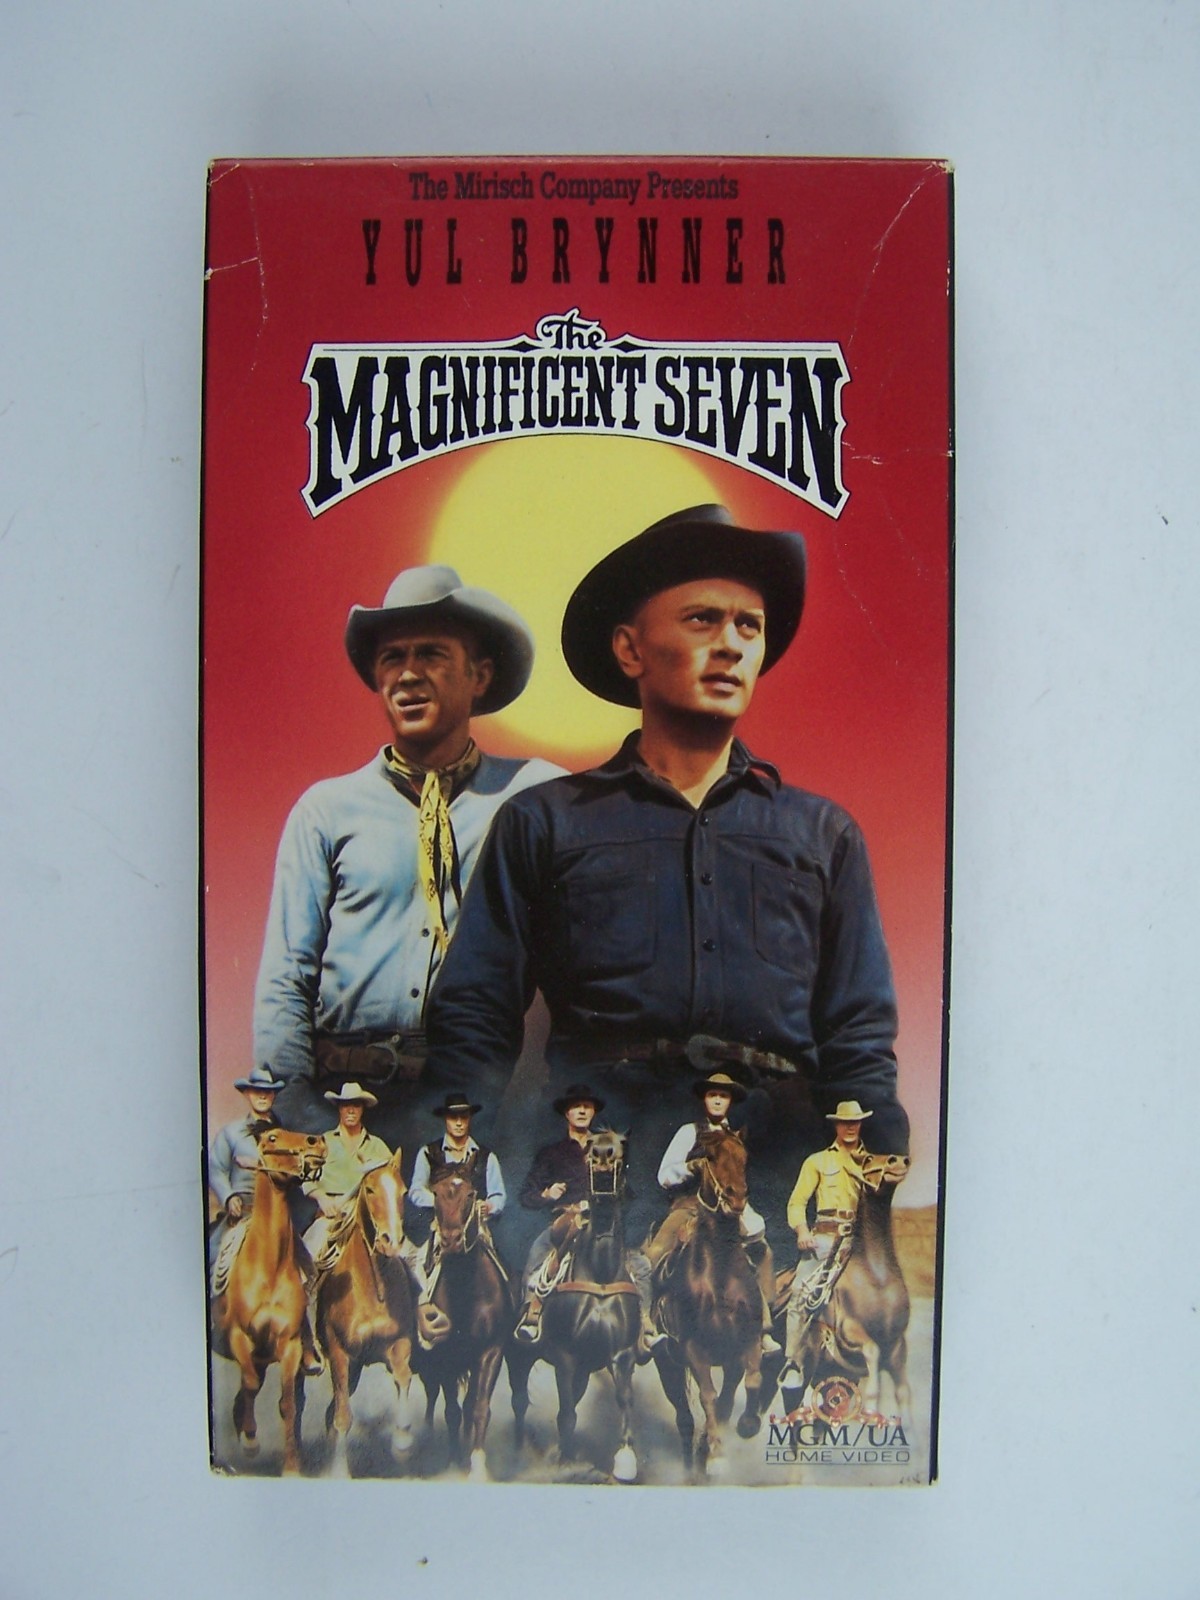 The Mirisch Company Presents
YUL BRYNNER
The
MAGNIFICENT SEVEN
MGM/UA
HOME VIDEO